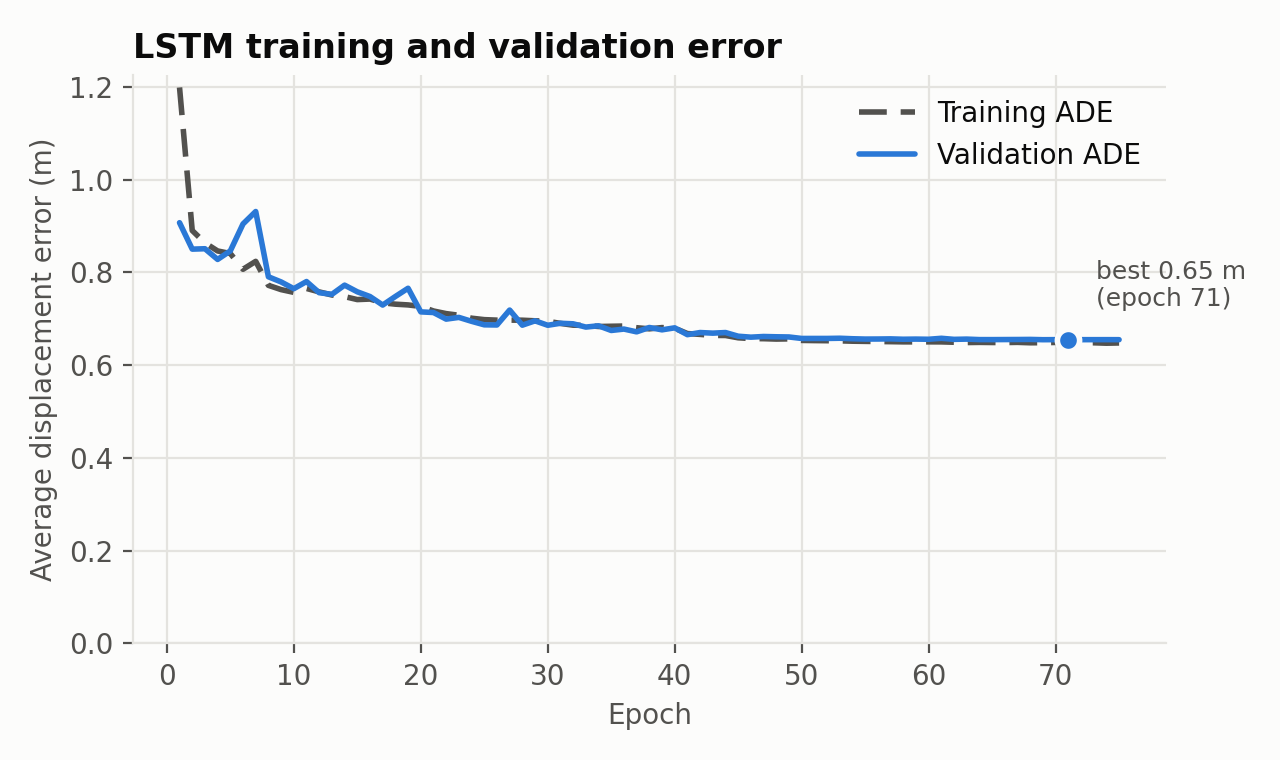 LSTM training and validation error
1.2
1.0
0.8
0.6
0.4
0.2
0.0
Average displacement error (m)
Training ADE
Validation ADE
best 0.65 m
(epoch 71)
0 10 20 30 40 50 60 70
Epoch